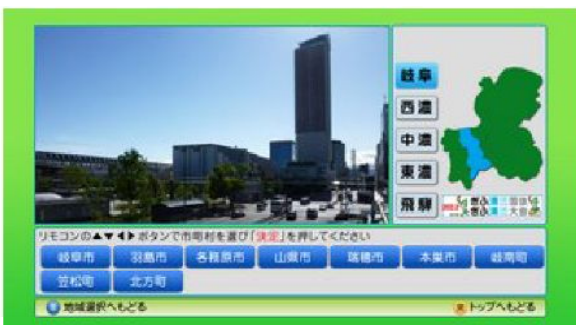 岐阜
西濃
中濃
東濃
飛騨
リモコンの▲▼◀▶ボタンで市町村を選び「決定」を押してください
岐阜市 羽島市 各務原市 山県市 瑞穂市 本巣市 岐南町
笠松町 北方町
地域選択へもどる
トップへもどる